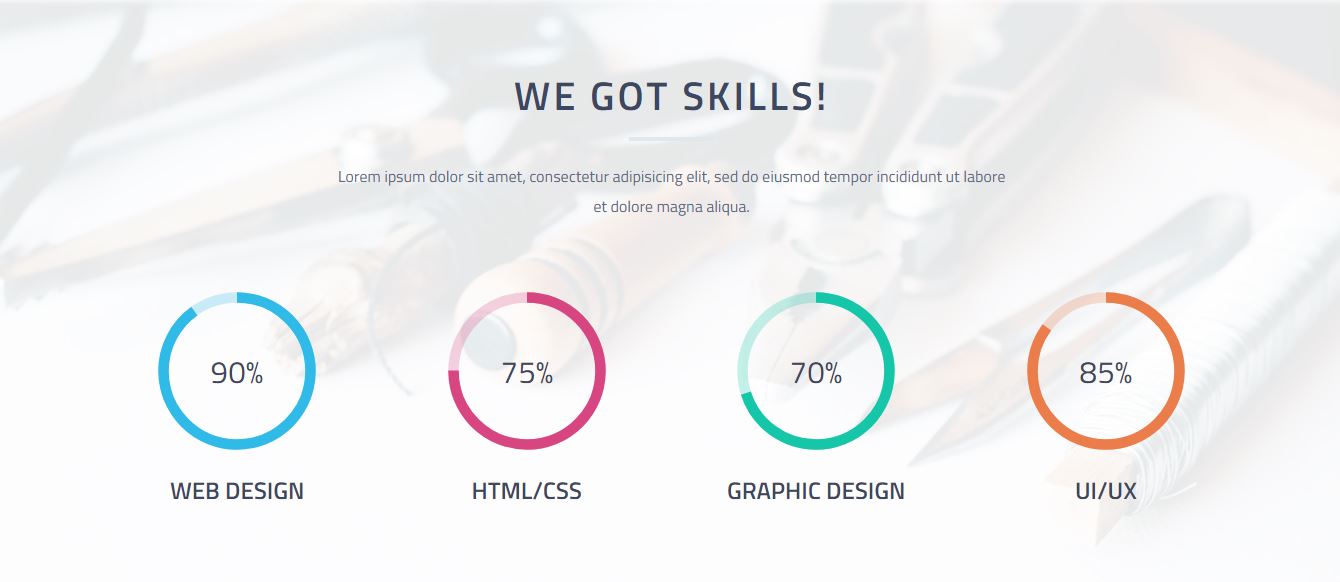 WE GOT SKILLS!
Lorem ipsum dolor sit amet, consectetur adipisicing elit, sed do eiusmod tempor incididunt ut labore
et dolore magna aliqua.
90%
75%
70%
85%
WEB DESIGN
HTML/CSS
GRAPHIC DESIGN
UI/UX